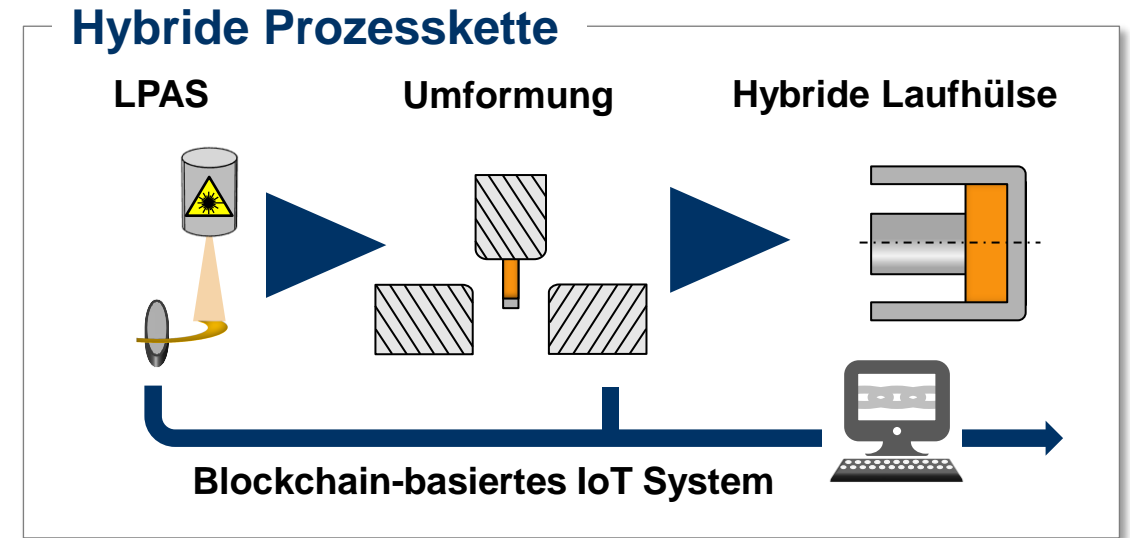 Hybride Prozesskette
LPAS
Umformung
Hybride Laufhülse
Blockchain-basiertes IoT System